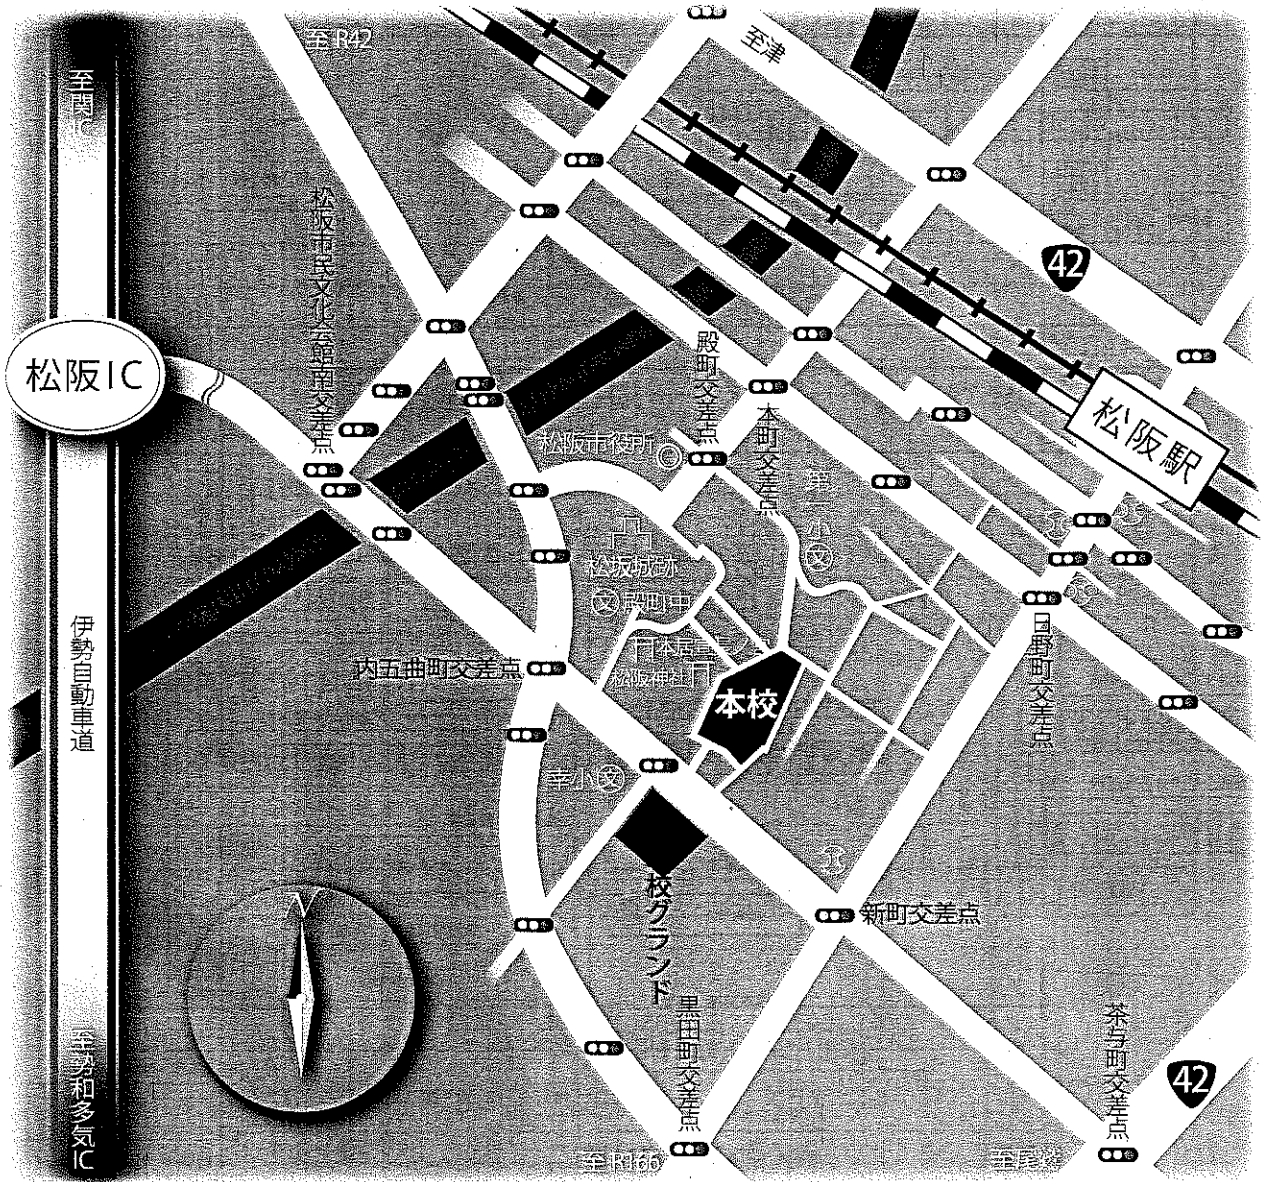 至R42
至津
至関IC
松阪市民文化会館南交差点
42
松阪IC
殿町交差点
本町交差点
松阪駅
松阪市役所
第一小
文
松坂城跡
文 殿町中
伊勢自動車道
内五曲町交差点
松阪神社
本校
日野町交差点
幸小 文
校グランド
新町交差点
黒田町交差点
茶与町交差点
42
至勢和多気IC
至R166